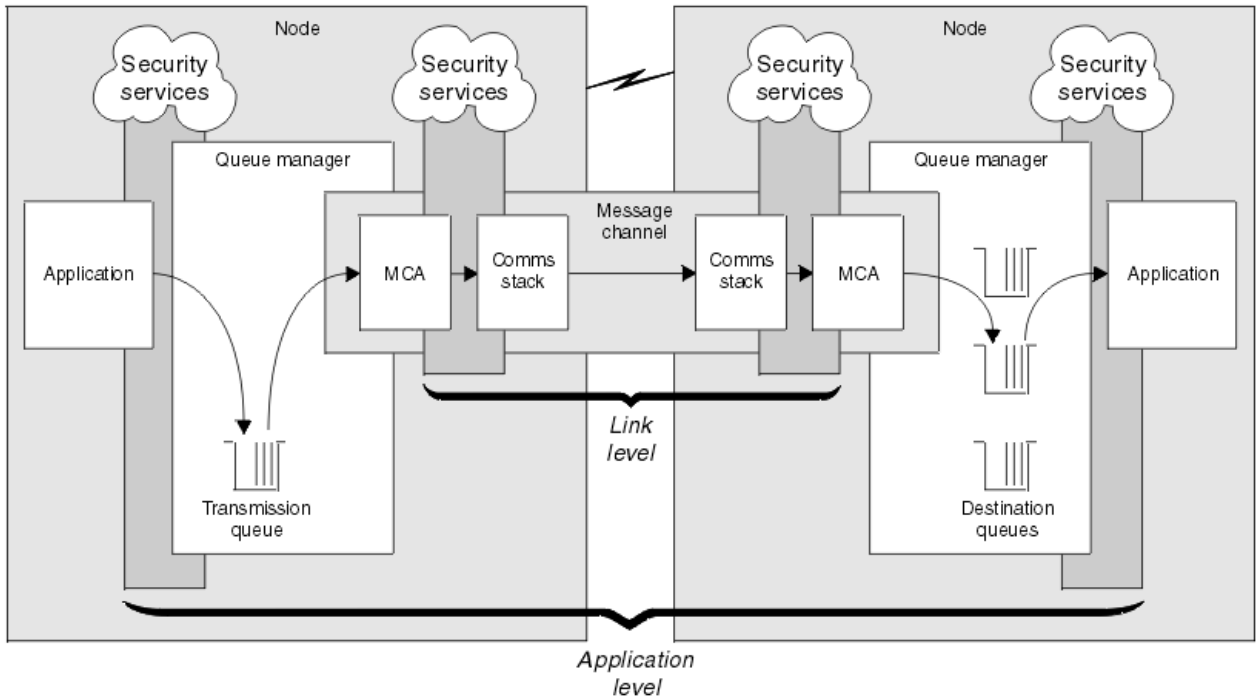 Node
Node
Security
services
Security
services
Security
services
Security
services
Queue manager
Queue manager
Message
channel
Application
MCA
Comms
stack
Comms
stack
MCA
Application
Link
level
Transmission
queue
Destination
queues
Application
level